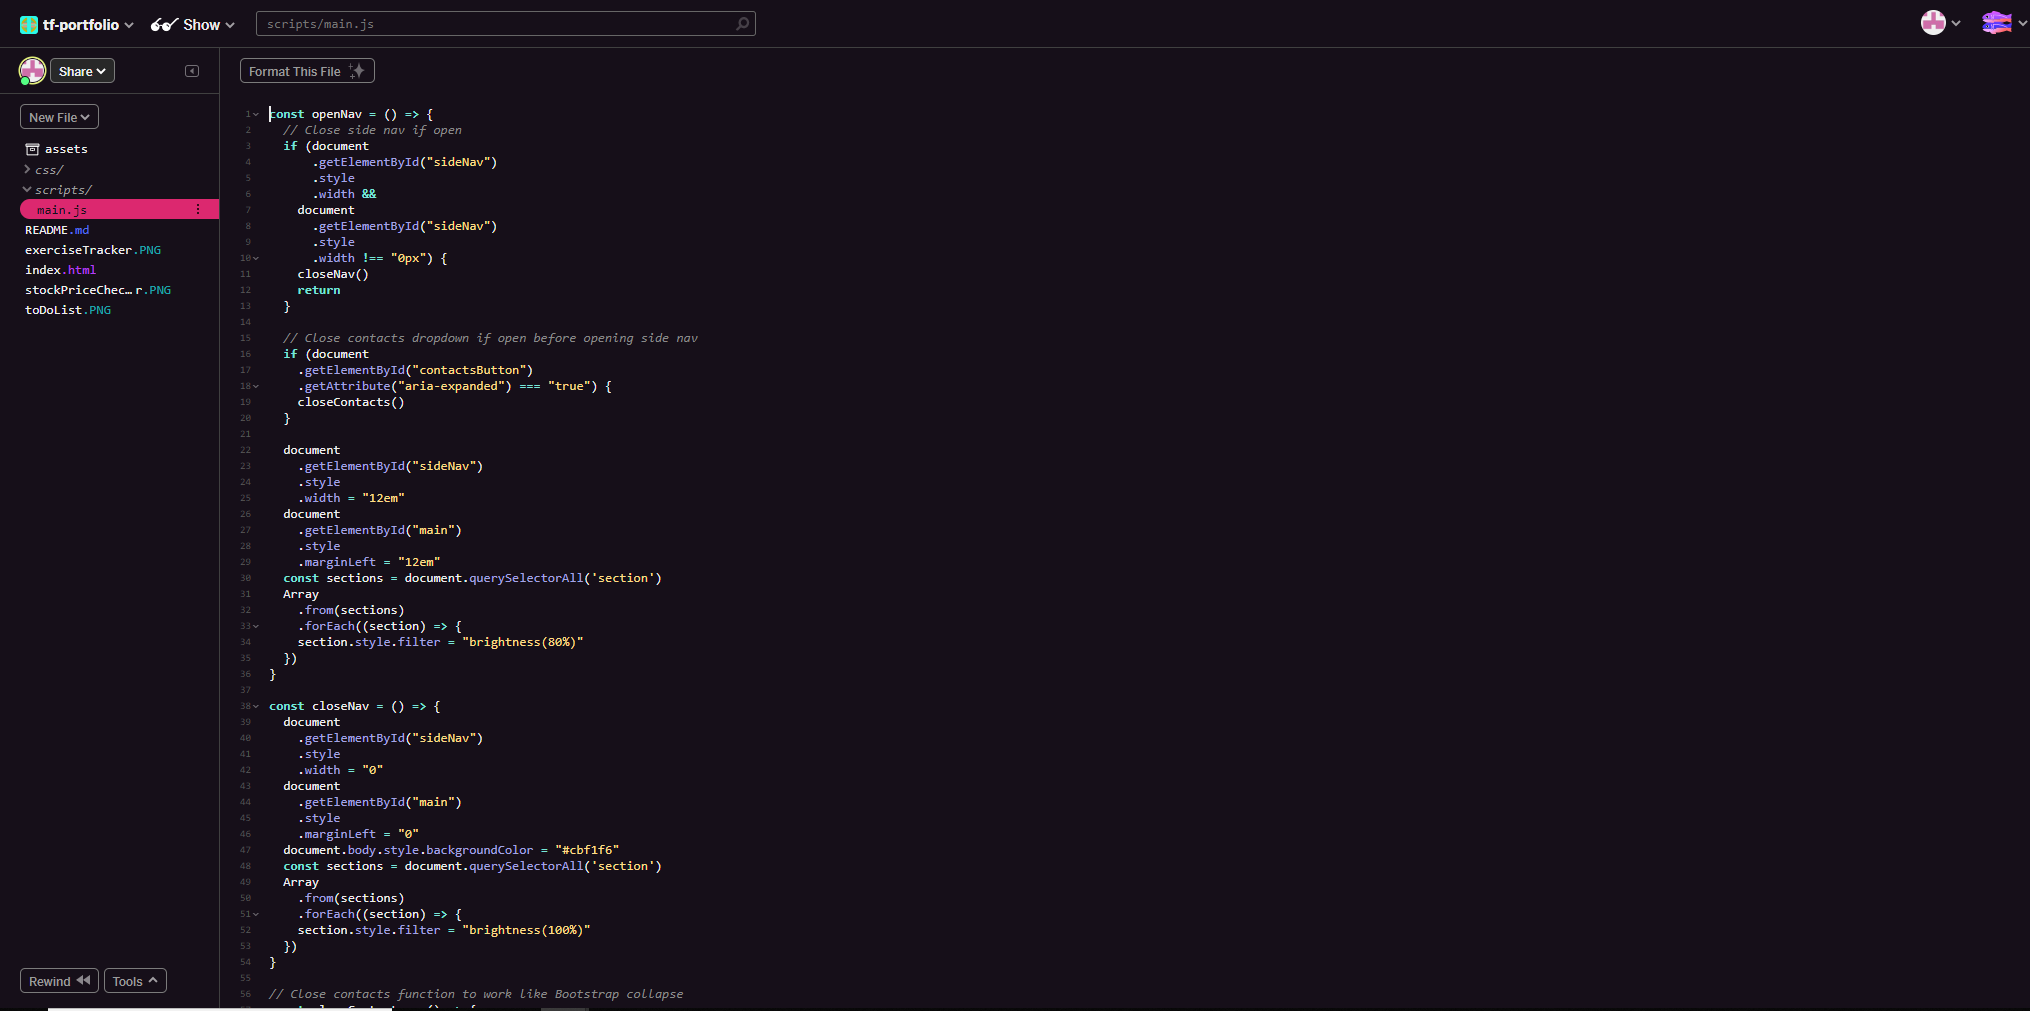 tf-portfolio Show scripts/main.js
Share
Format This File
New File
assets
css/
scripts/
main.js
README.md
exerciseTracker.PNG
index.html
stockPriceChec…r.PNG
toDoList.PNG
Rewind Tools
1 const openNav = () => {
2 // Close side nav if open
3 if (document
4 .getElementById("sideNav")
5 .style
6 .width &&
7 document
8 .getElementById("sideNav")
9 .style
10 .width !== "0px") {
11 closeNav()
12 return
13 }
14
15 // Close contacts dropdown if open before opening side nav
16 if (document
17 .getElementById("contactsButton")
18 .getAttribute("aria-expanded") === "true") {
19 closeContacts()
20 }
21
22 document
23 .getElementById("sideNav")
24 .style
25 .width = "12em"
26 document
27 .getElementById("main")
28 .style
29 .marginLeft = "12em"
30 const sections = document.querySelectorAll('section')
31 Array
32 .from(sections)
33 .forEach((section) => {
34 section.style.filter = "brightness(80%)"
35 })
36 }
37
38 const closeNav = () => {
39 document
40 .getElementById("sideNav")
41 .style
42 .width = "0"
43 document
44 .getElementById("main")
45 .style
46 .marginLeft = "0"
47 document.body.style.backgroundColor = "#cbf1f6"
48 const sections = document.querySelectorAll('section')
49 Array
50 .from(sections)
51 .forEach((section) => {
52 section.style.filter = "brightness(100%)"
53 })
54 }
55
56 // Close contacts function to work like Bootstrap collapse